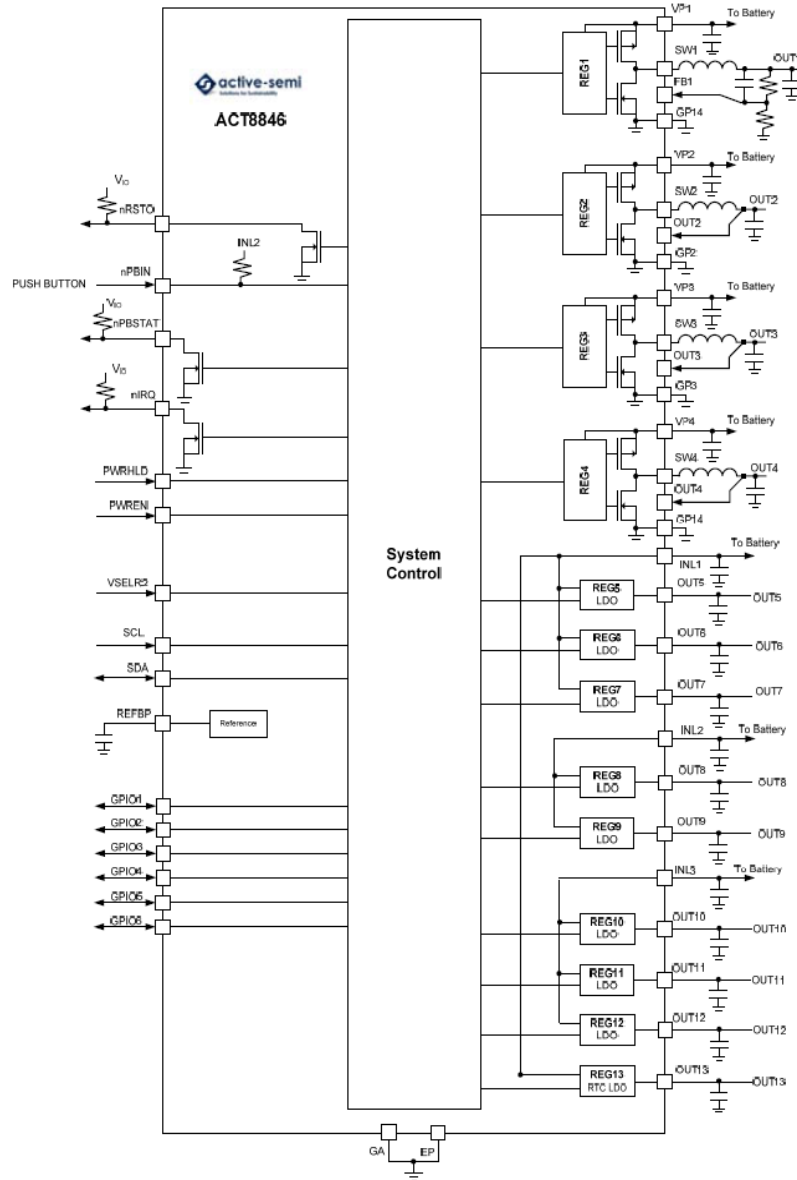 active-semi
Solutions for Sustainability
ACT8846
VIO
nRSTO
INL2
PUSH BUTTON
nPBIN
VIO
nPBSTAT
VIO
nIRQ
PWRHLD
PWREN
VSELR2
SCL
SDA
REFBP
Reference
GPIO1
GPIO2
GPIO3
GPIO4
GPIO5
GPIO6
System
Control
GA
EP
REG1
VP1
To Battery
SW1
OUT1
FB1
GP14
REG2
VP2
To Battery
SW2
OUT2
OUT2
GP2
REG3
VP3
To Battery
SW3
OUT3
OUT3
GP3
REG4
VP4
To Battery
SW4
OUT4
OUT4
GP14
To Battery
INL1
REG5
LDO
OUT5
OUT5
REG6
LDO
OUT6
OUT6
REG7
LDO
OUT7
OUT7
INL2
To Battery
REG8
LDO
OUT8
OUT8
REG9
LDO
OUT9
OUT9
INL3
To Battery
REG10
LDO
OUT10
OUT10
REG11
LDO
OUT11
OUT11
REG12
LDO
OUT12
OUT12
REG13
RTC LDO
OUT13
OUT13